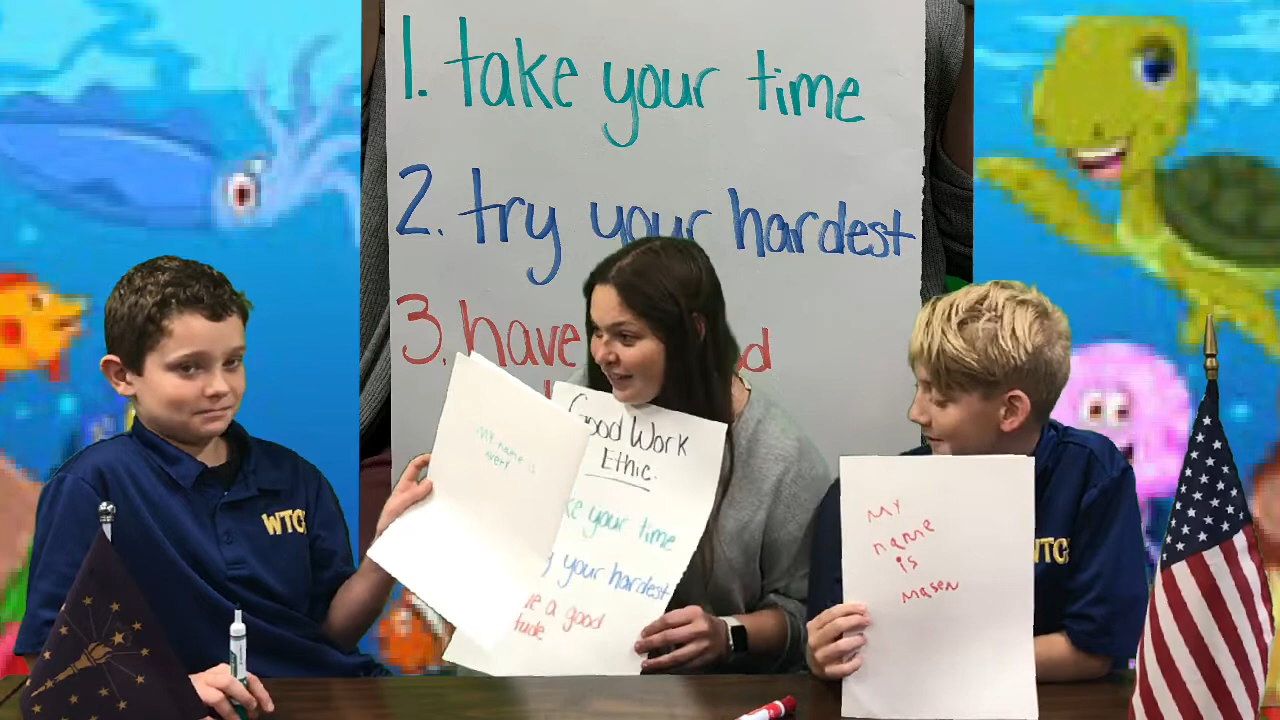 1. take your time
2. try your hardest
3. have
My name is
Avery
Good Work
Ethic.
your time
your hardest
a good
WTC
My
name
is
Masen
WTC